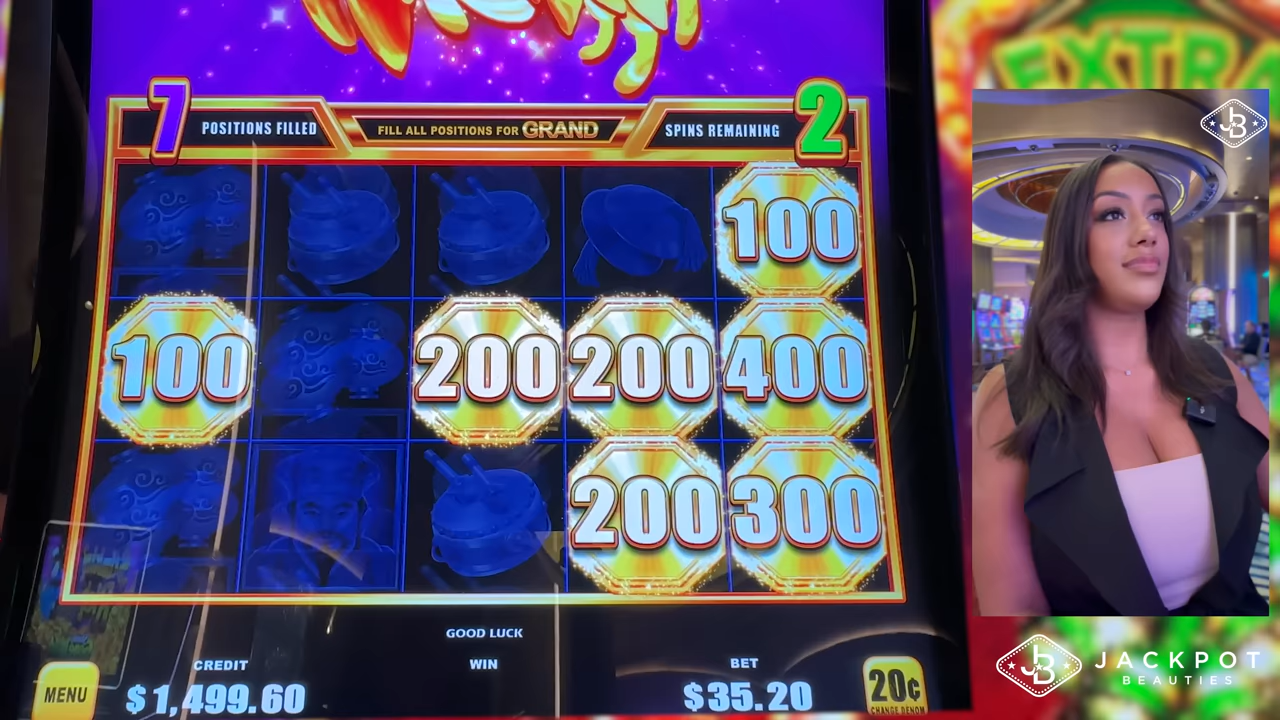 EXTRA
7 POSITIONS FILLED
FILL ALL POSITIONS FOR GRAND
SPINS REMAINING 2
100
100 200 200 400
200 300
GOOD LUCK
CREDIT
WIN
BET
MENU
$1,499.60
$35.20
20¢
CHANGE DENOM
JB
JB
JACKPOT
BEAUTIES